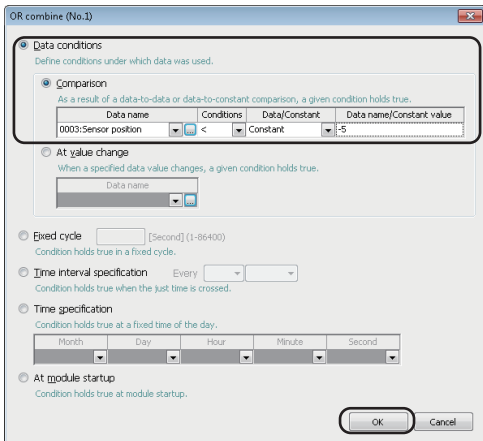 OR combine (No.1)
Data conditions
Define conditions under which data was used.
Comparison
As a result of a data-to-data or data-to-constant comparison, a given condition holds true.
Data name Conditions Data/Constant Data name/Constant value
0003:Sensor position ... < Constant -5
At value change
When a specified data value changes, a given condition holds true.
Data name
...
Fixed cycle [Second] (1-86400)
Condition holds true in a fixed cycle.
Time interval specification Every
Condition holds true when the just time is crossed.
Time specification
Condition holds true at a fixed time of the day.
Month Day Hour Minute Second
At module startup
Condition holds true at module startup.
OK Cancel